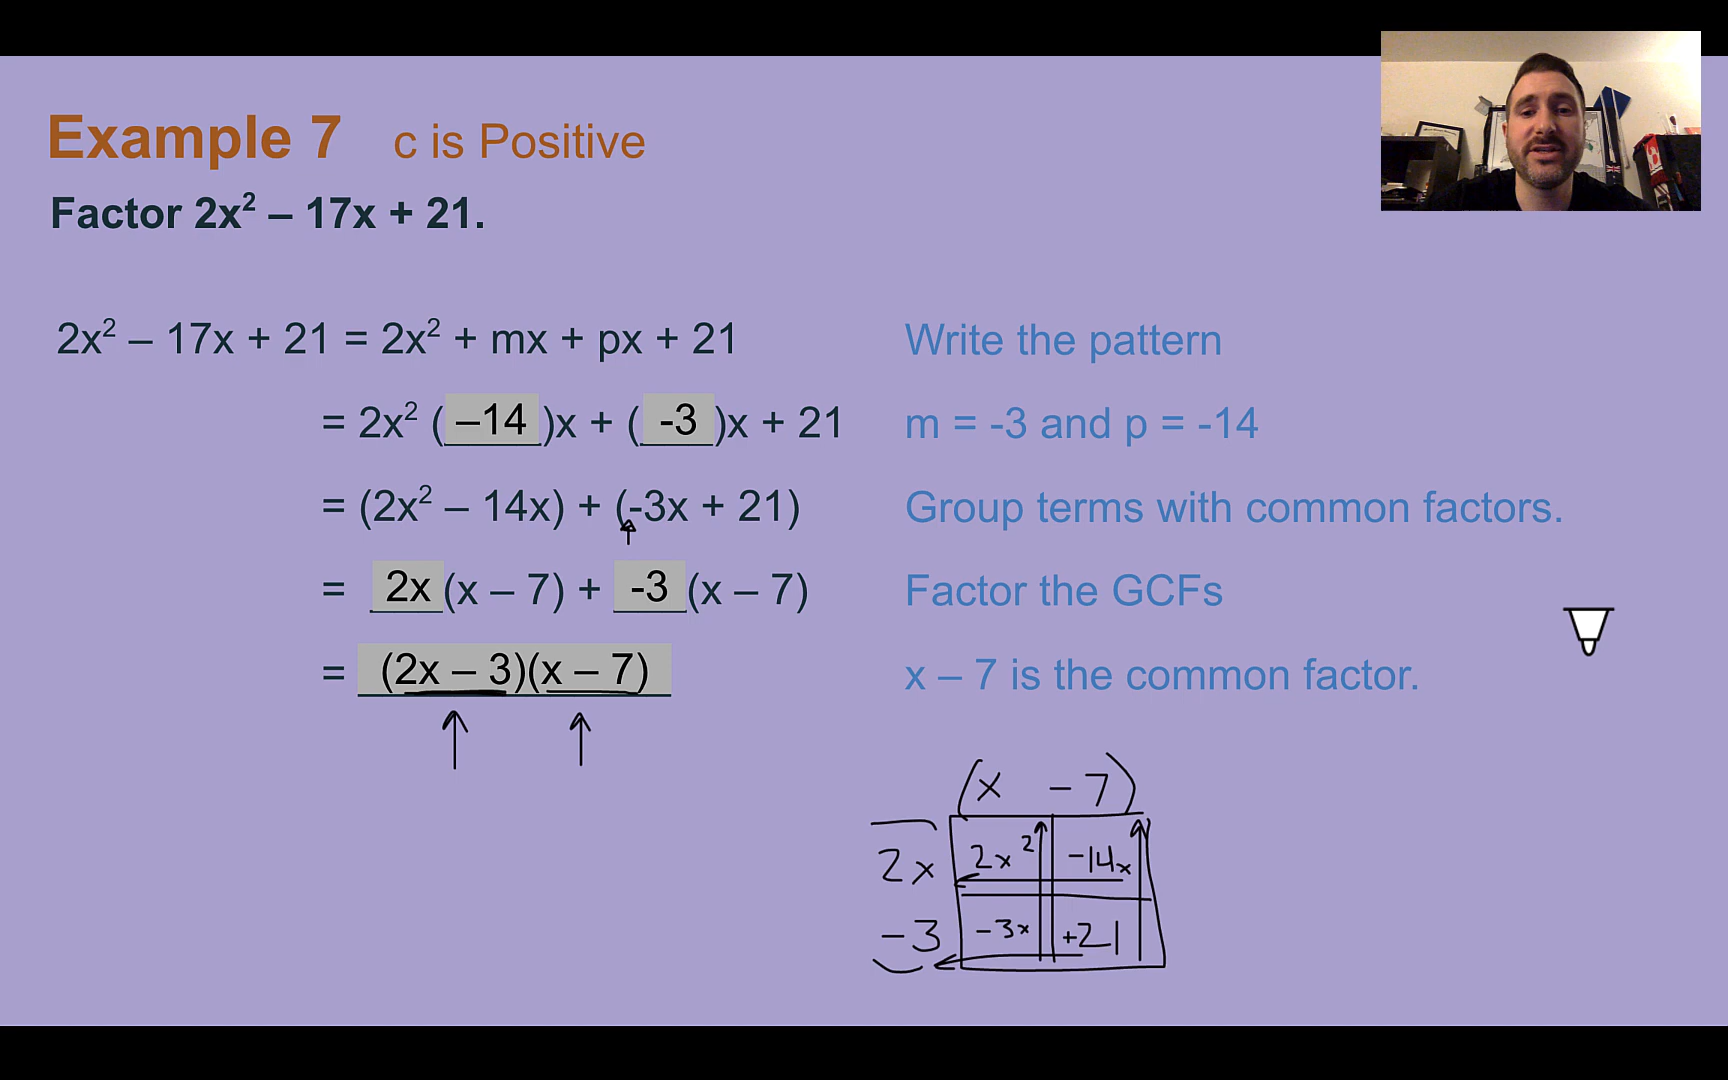 Example 7 c is Positive
Factor 2x² – 17x + 21.
2x² – 17x + 21 = 2x² + mx + px + 21 Write the pattern
= 2x² (–14)x + (-3)x + 21 m = -3 and p = -14
= (2x² – 14x) + (-3x + 21) Group terms with common factors.
= 2x(x – 7) + -3(x – 7) Factor the GCFs
= (2x – 3)(x – 7) x – 7 is the common factor.
(x - 7)
2x 2x² -14x
-3 -3x +21